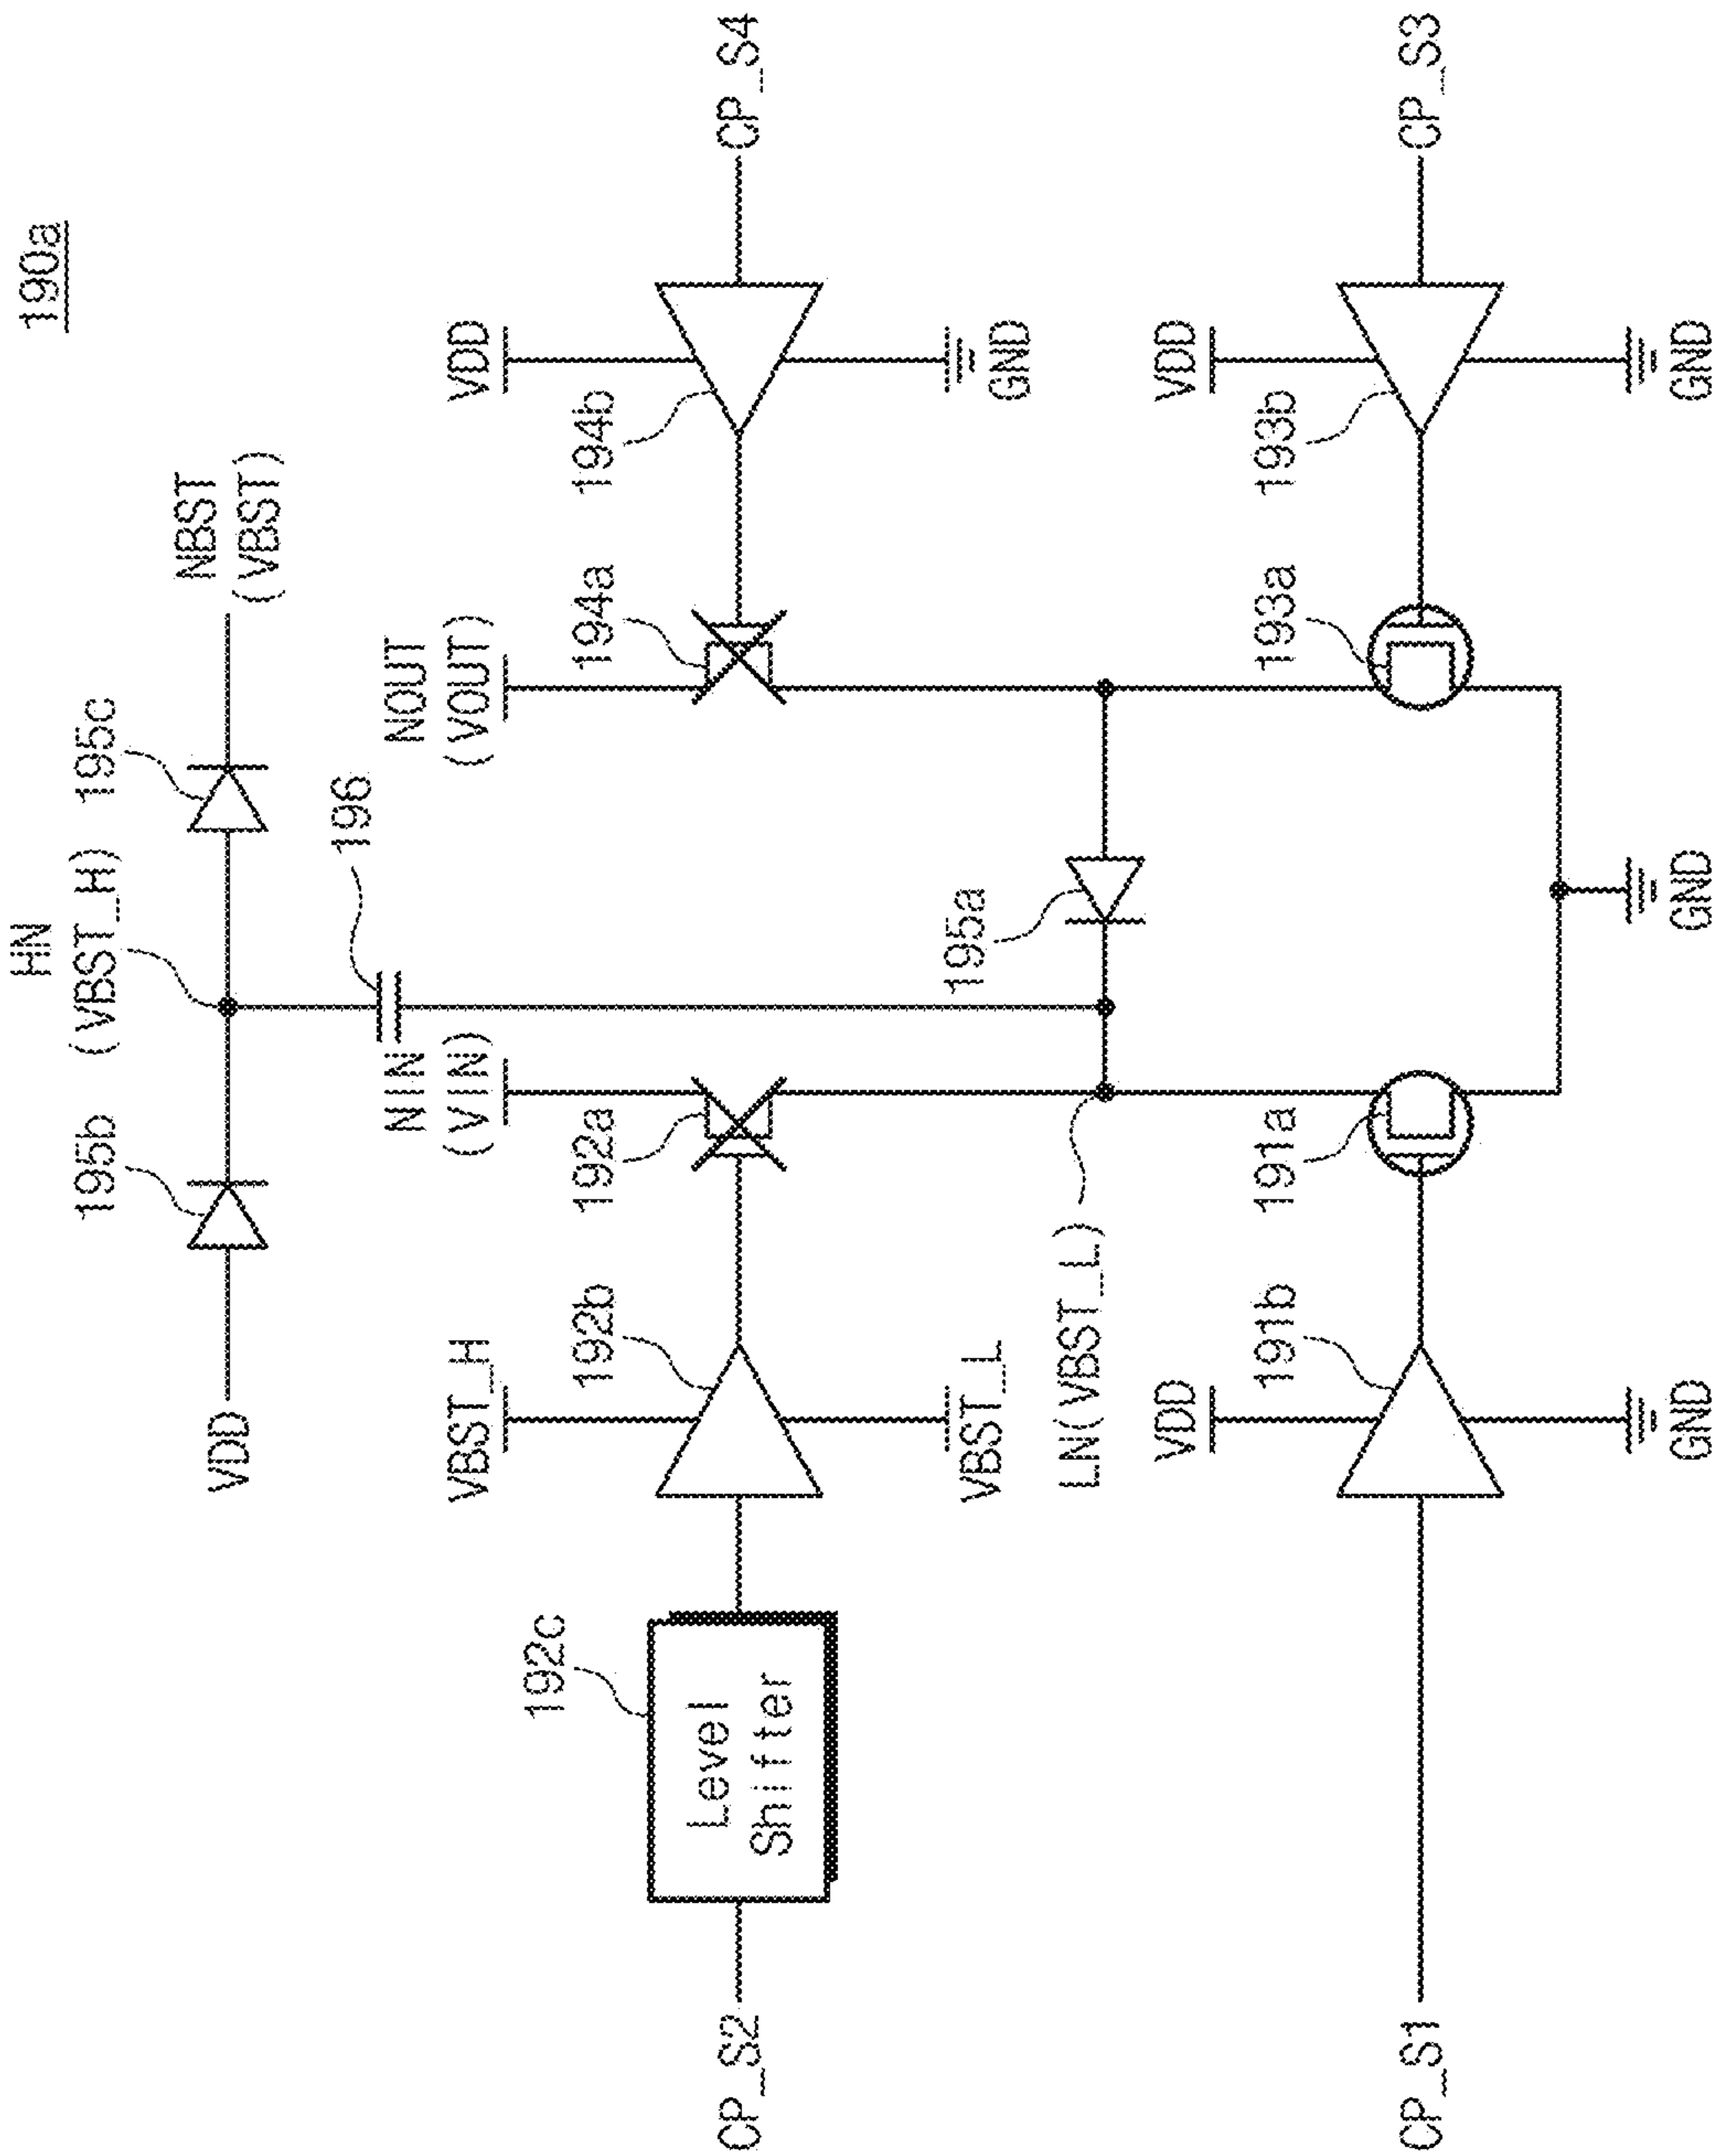 190a
HN
(VBST_H)
195b
195c
VDD
NBST
(VBST)
196
NIN
(VIN)
NOUT
(VOUT)
VBST_H
192b
192a
194a
194b
VDD
192c
Level
Shifter
CP_S2
CP_S4
VBST_L
GND
195a
LN(VBST_L)
VDD
191b
191a
193a
193b
VDD
CP_S1
CP_S3
GND
GND
GND